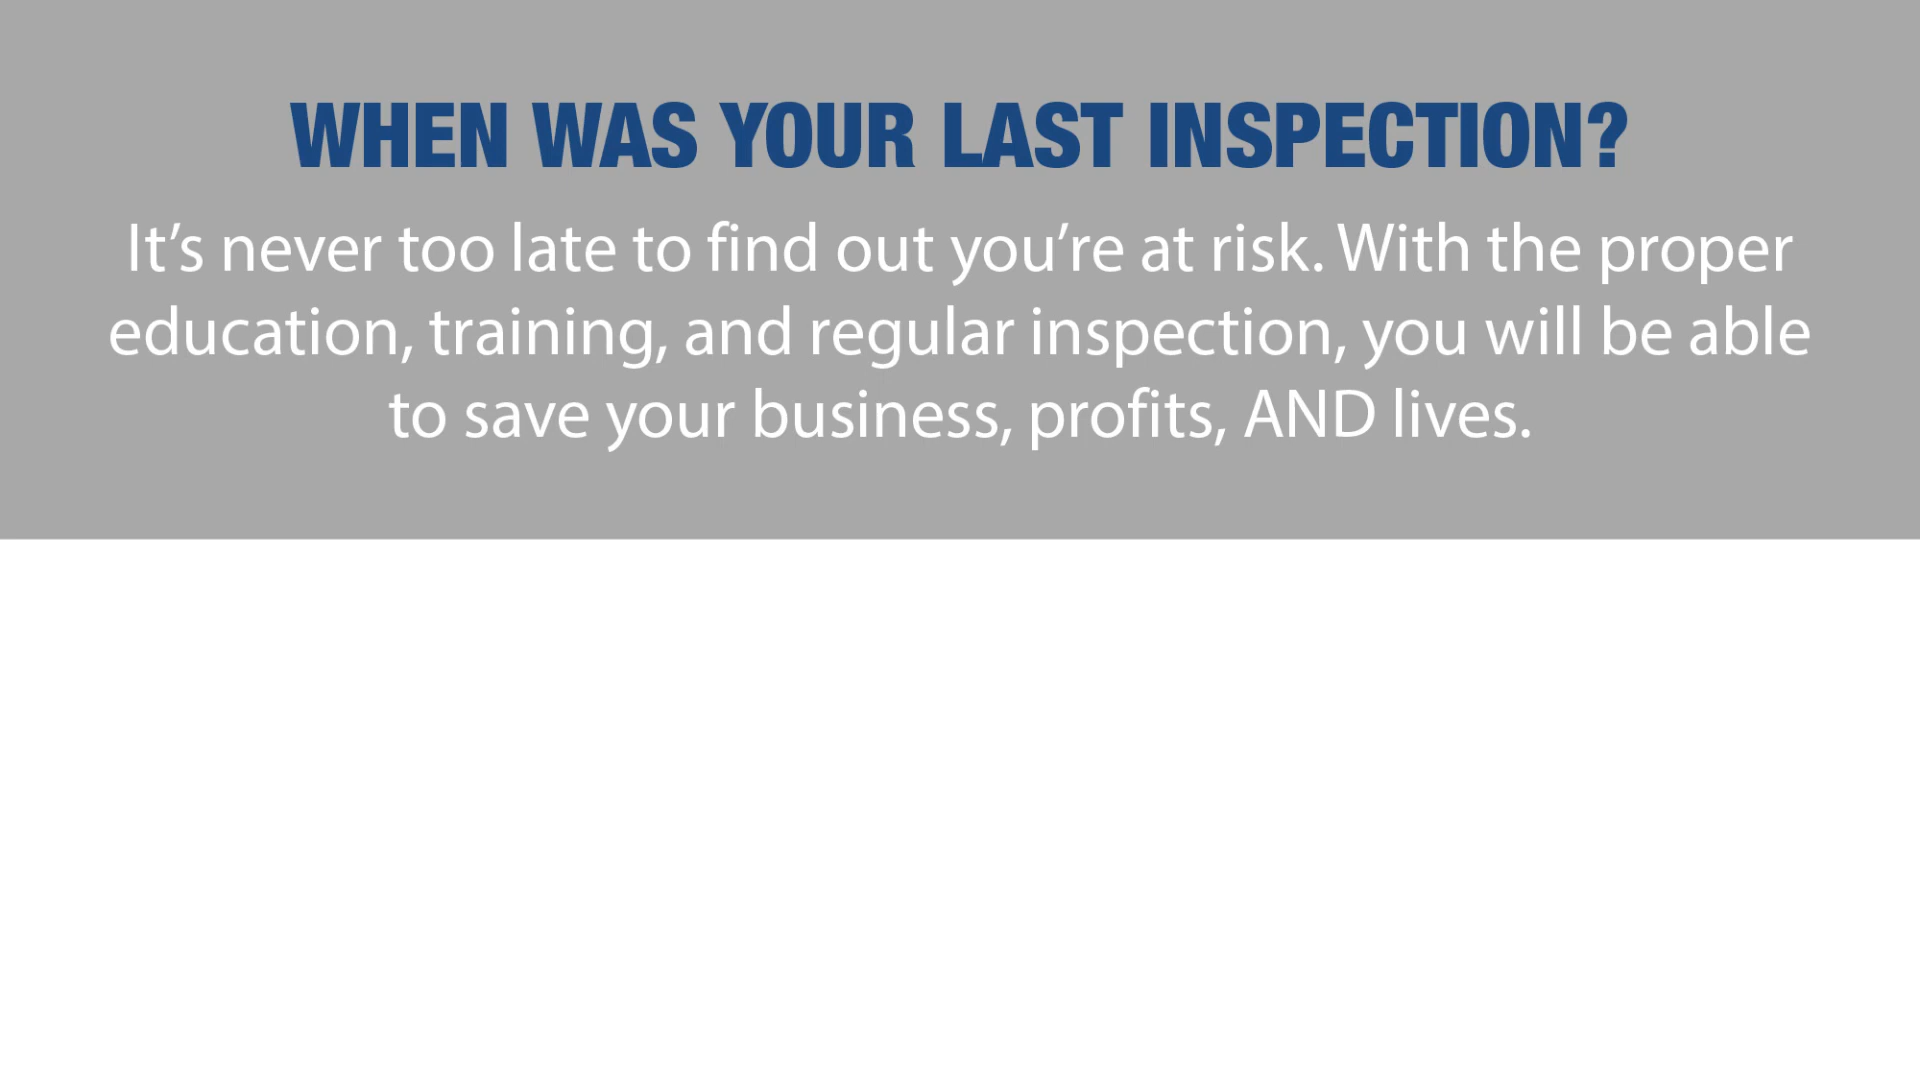 WHEN WAS YOUR LAST INSPECTION?
It’s never too late to find out you’re at risk. With the proper
education, training, and regular inspection, you will be able
to save your business, profits, AND lives.